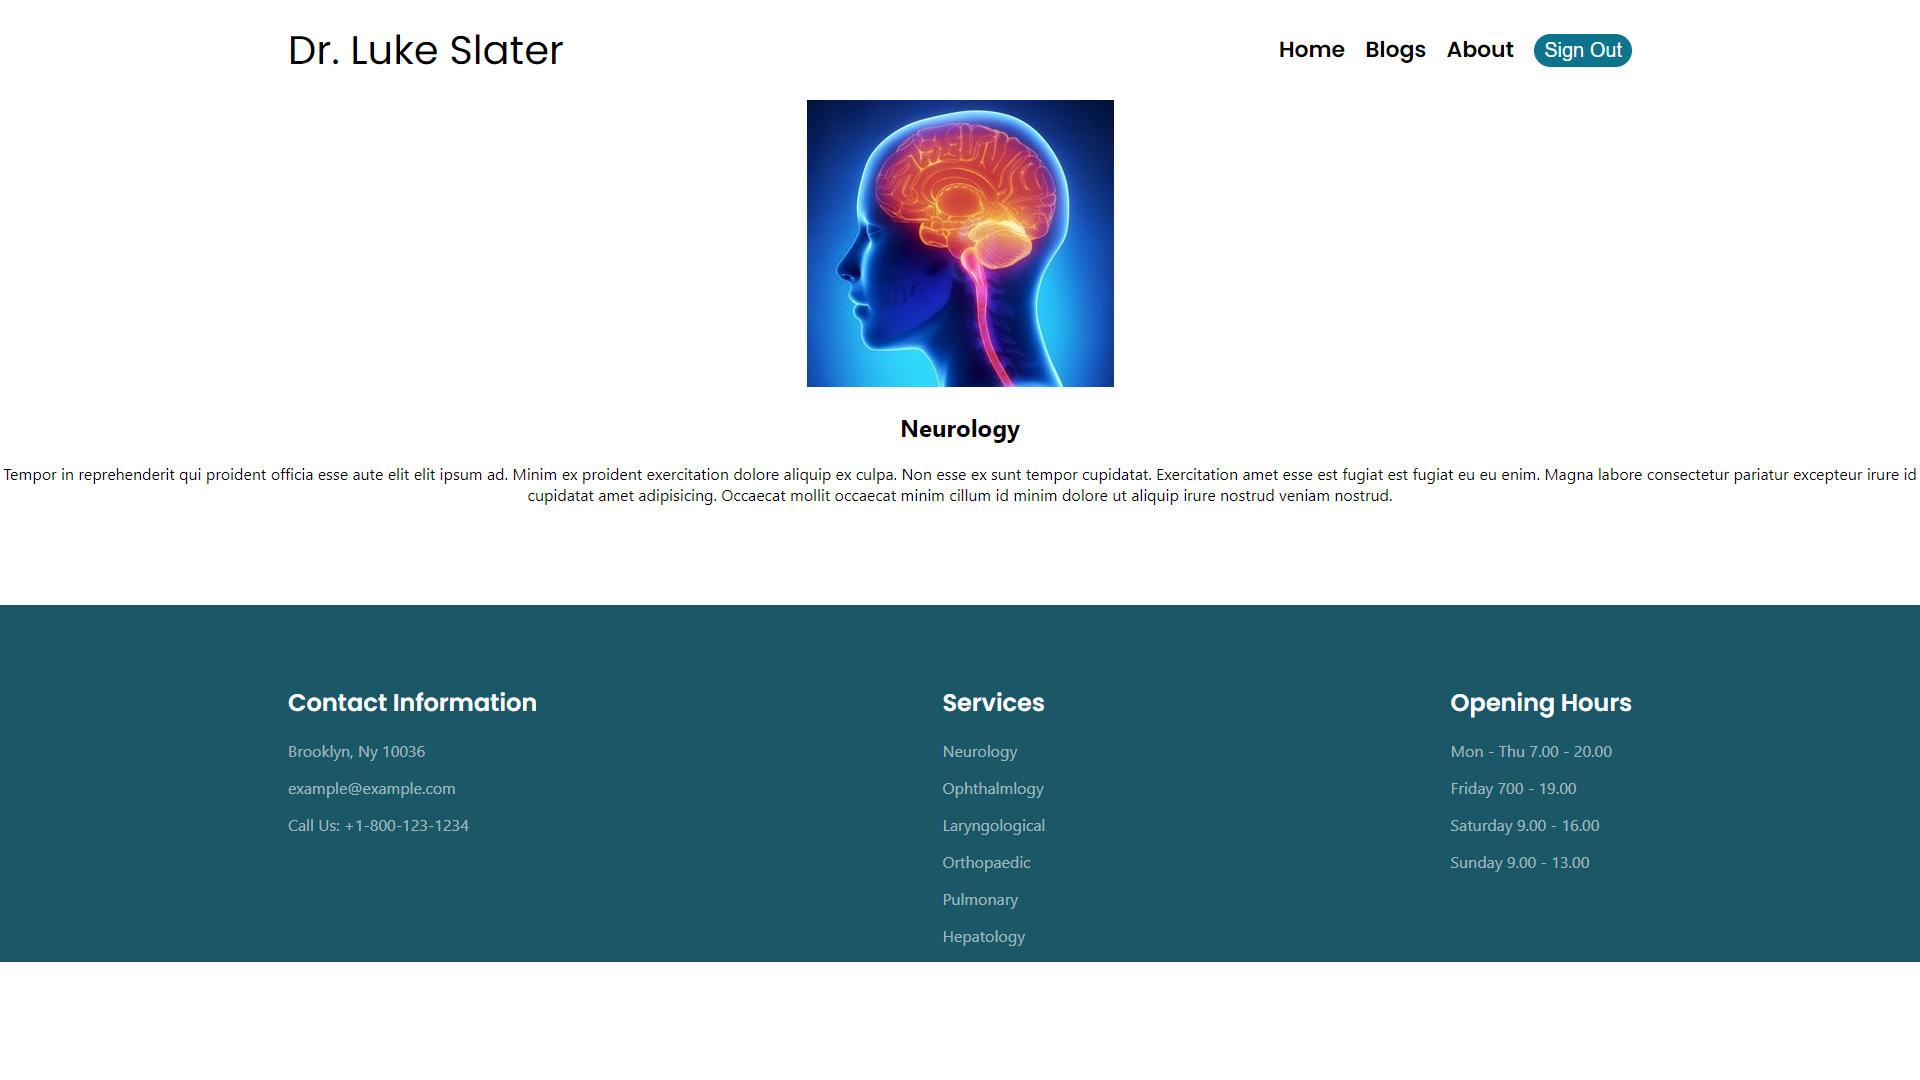 Dr. Luke Slater
Home Blogs About Sign Out
Neurology
Tempor in reprehenderit qui proident officia esse aute elit elit ipsum ad. Minim ex proident exercitation dolore aliquip ex culpa. Non esse ex sunt tempor cupidatat. Exercitation amet esse est fugiat est fugiat eu eu enim. Magna labore consectetur pariatur excepteur irure id
cupidatat amet adipisicing. Occaecat mollit occaecat minim cillum id minim dolore ut aliquip irure nostrud veniam nostrud.
Contact Information
Brooklyn, Ny 10036
example@example.com
Call Us: +1-800-123-1234
Services
Neurology
Ophthalmlogy
Laryngological
Orthopaedic
Pulmonary
Hepatology
Opening Hours
Mon - Thu 7.00 - 20.00
Friday 700 - 19.00
Saturday 9.00 - 16.00
Sunday 9.00 - 13.00